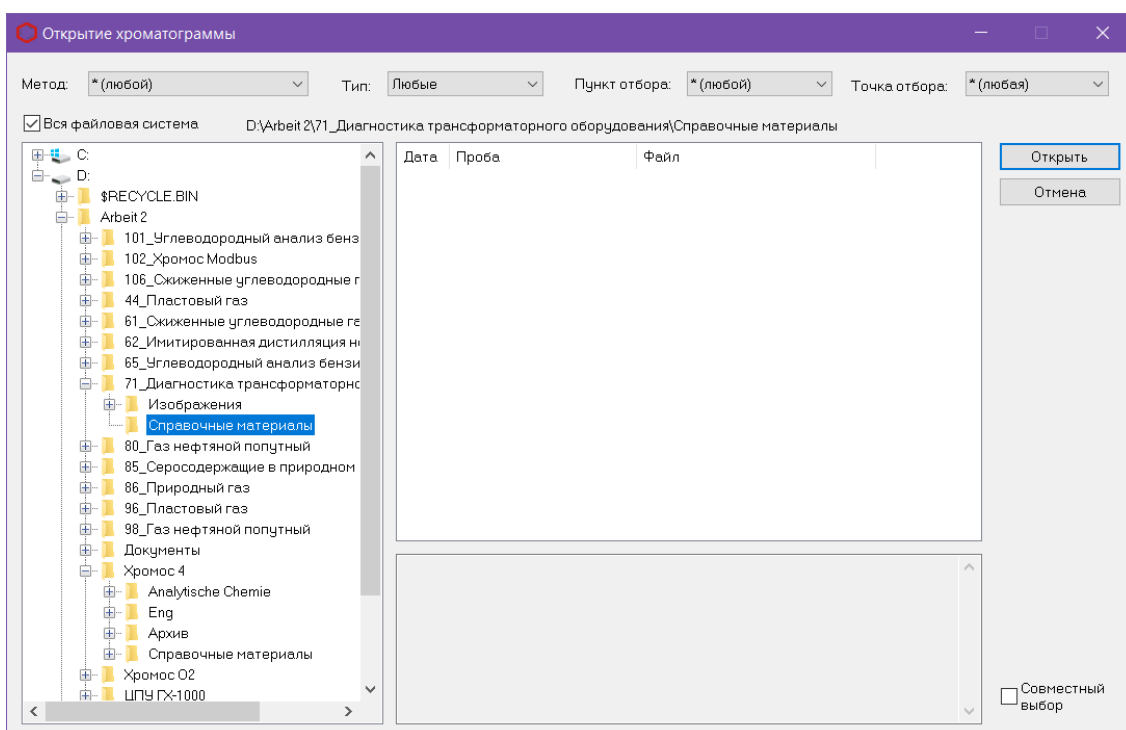 Открытие хроматограммы
Метод: *(любой) Тип: Любые Пункт отбора: *(любой) Точка отбора: *(любая)
Вся файловая система D:\Arbeit 2\71_Диагностика трансформаторного оборудования\Справочные материалы
C:
D:
$RECYCLE.BIN
Arbeit 2
101_Углеводородный анализ бенз
102_Хромос Modbus
106_Сжиженные углеводородные г
44_Пластовый газ
61_Сжиженные углеводородные га
62_Имитированная дистилляция не
65_Углеводородный анализ бензи
71_Диагностика трансформаторно
Изображения
Справочные материалы
80_Газ нефтяной попутный
85_Серосодержащие в природном
86_Природный газ
96_Пластовый газ
98_Газ нефтяной попутный
Документы
Хромос 4
Analytische Chemie
Eng
Архив
Справочные материалы
Хромос О2
ЦПУ ГХ-1000
Дата Проба Файл
Открыть
Отмена
Совместный
выбор